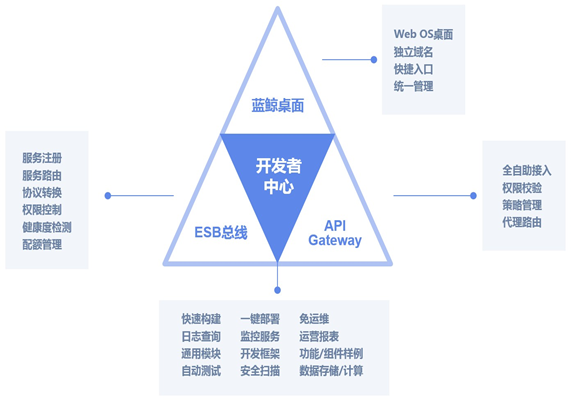 Web OS桌面
独立域名
快捷入口
统一管理
蓝鲸桌面
开发者
中心
ESB总线
API
Gateway
服务注册
服务路由
协议转换
权限控制
健康度检测
配额管理
全自助接入
权限校验
策略管理
代理路由
快速构建 一键部署 免运维
日志查询 监控服务 运营报表
通用模块 开发框架 功能/组件样例
自动测试 安全扫描 数据存储/计算